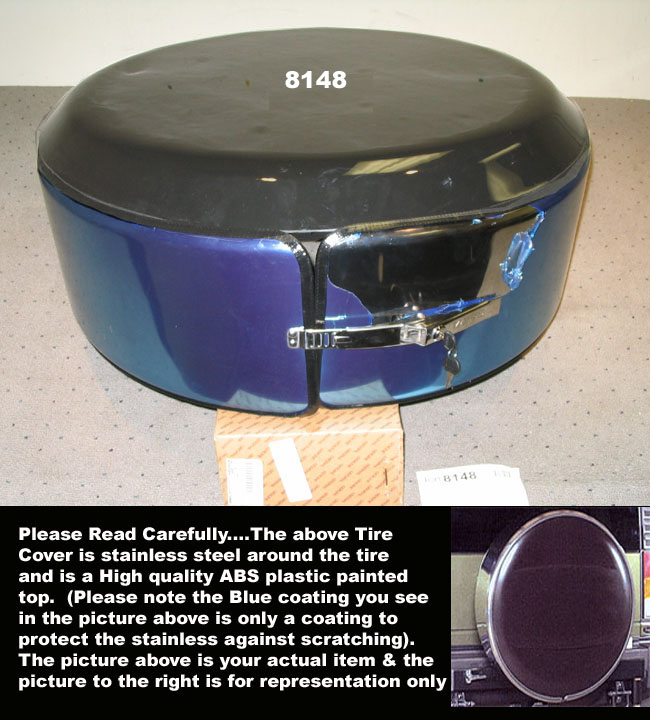 8148
8148
Please Read Carefully....The above Tire
Cover is stainless steel around the tire
and is a High quality ABS plastic painted
top.  (Please note the Blue coating you see
in the picture above is only a coating to
protect the stainless against scratching).
The picture above is your actual item & the
picture to the right is for representation only